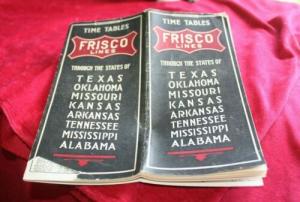 TIME TABLES
FRISCO
LINES
THROUGH THE STATES OF
TEXAS
OKLAHOMA
MISSOURI
KANSAS
ARKANSAS
TENNESSEE
MISSISSIPPI
ALABAMA
TIME TABLES
FRISCO
LINES
THROUGH THE STATES OF
TEXAS
OKLAHOMA
MISSOURI
KANSAS
ARKANSAS
TENNESSEE
MISSISSIPPI
ALABAMA